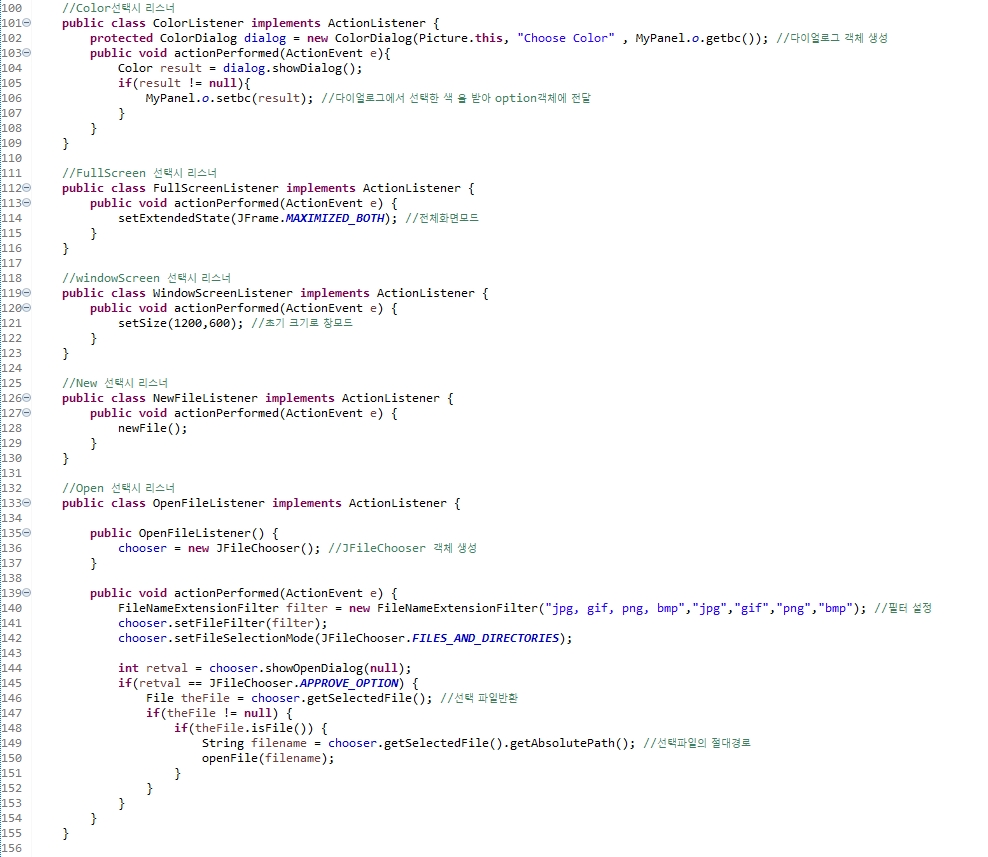 100    //Color선택시 리스너
101    public class ColorListener implements ActionListener {
102        protected ColorDialog dialog = new ColorDialog(Picture.this, "Choose Color" , MyPanel.o.getbc()); //다이얼로그 객체 생성
103        public void actionPerformed(ActionEvent e){
104            Color result = dialog.showDialog();
105            if(result != null){
106                MyPanel.o.setbc(result); //다이얼로그에서 선택한 색 을 받아 option객체에 전달
107            }
108        }
109    }
110
111    //FullScreen 선택시 리스너
112    public class FullScreenListener implements ActionListener {
113        public void actionPerformed(ActionEvent e) {
114            setExtendedState(JFrame.MAXIMIZED_BOTH); //전체화면모드
115        }
116    }
117
118    //windowScreen 선택시 리스너
119    public class WindowScreenListener implements ActionListener {
120        public void actionPerformed(ActionEvent e) {
121            setSize(1200,600); //초기 크기로 창모드
122        }
123    }
124
125    //New 선택시 리스너
126    public class NewFileListener implements ActionListener {
127        public void actionPerformed(ActionEvent e) {
128            newFile();
129        }
130    }
131
132    //Open 선택시 리스너
133    public class OpenFileListener implements ActionListener {
134
135        public OpenFileListener() {
136            chooser = new JFileChooser(); //JFileChooser 객체 생성
137        }
138
139        public void actionPerformed(ActionEvent e) {
140            FileNameExtensionFilter filter = new FileNameExtensionFilter("jpg, gif, png, bmp","jpg","gif","png","bmp"); //필터 설정
141            chooser.setFileFilter(filter);
142            chooser.setFileSelectionMode(JFileChooser.FILES_AND_DIRECTORIES);
143
144            int retval = chooser.showOpenDialog(null);
145            if(retval == JFileChooser.APPROVE_OPTION) {
146                File theFile = chooser.getSelectedFile(); //선택 파일반환
147                if(theFile != null) {
148                    if(theFile.isFile()) {
149                        String filename = chooser.getSelectedFile().getAbsolutePath(); //선택파일의 절대경로
150                        openFile(filename);
151                    }
152                }
153            }
154        }
155    }
156